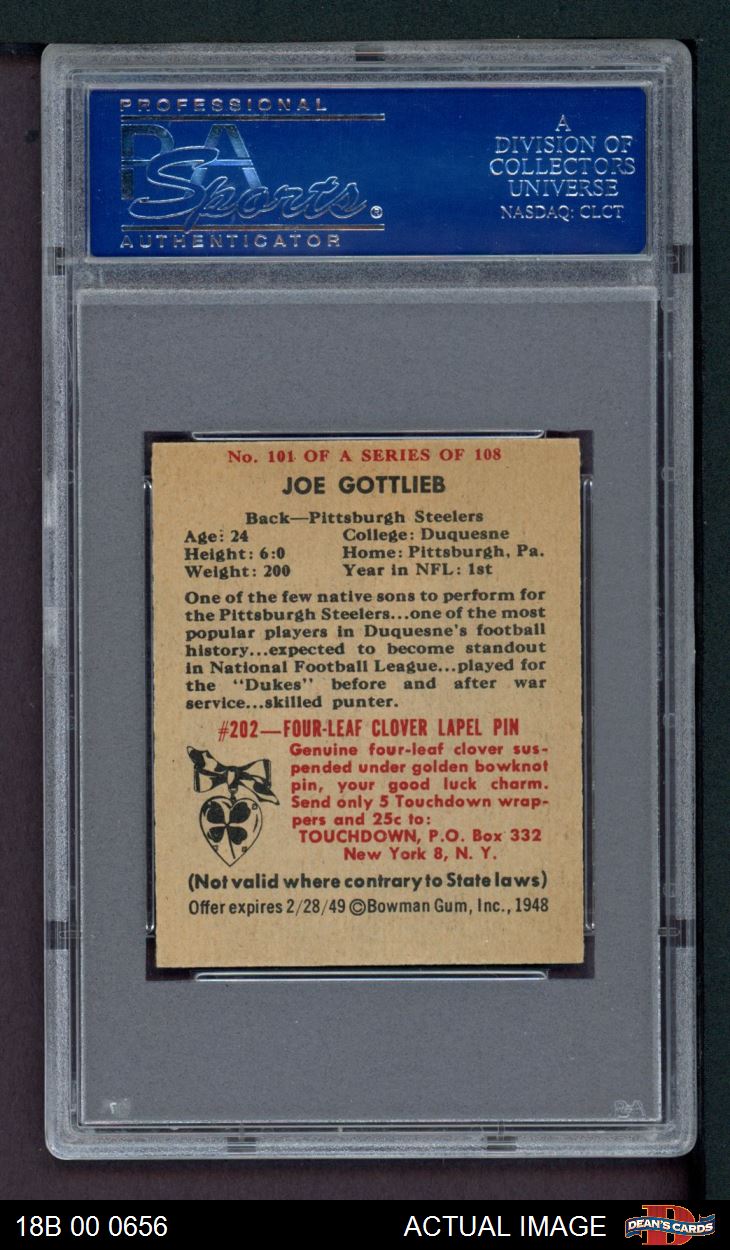 PROFESSIONAL
PSA
Sports®
AUTHENTICATOR
A
DIVISION OF
COLLECTORS
UNIVERSE
NASDAQ: CLCT
No. 101 OF A SERIES OF 108
JOE GOTTLIEB
Back—Pittsburgh Steelers
Age: 24 College: Duquesne
Height: 6:0 Home: Pittsburgh, Pa.
Weight: 200 Year in NFL: 1st
One of the few native sons to perform for
the Pittsburgh Steelers...one of the most
popular players in Duquesne's football
history...expected to become standout
in National Football League...played for
the "Dukes" before and after war
service...skilled punter.
#202—FOUR-LEAF CLOVER LAPEL PIN
Genuine four-leaf clover sus-
pended under golden bowknot
pin, your good luck charm.
Send only 5 Touchdown wrap-
pers and 25c to:
TOUCHDOWN, P.O. Box 332
New York 8, N. Y.
(Not valid where contrary to State laws)
Offer expires 2/28/49 ©Bowman Gum, Inc., 1948
PSA
18B 00 0656 ACTUAL IMAGE DEAN'S CARDS